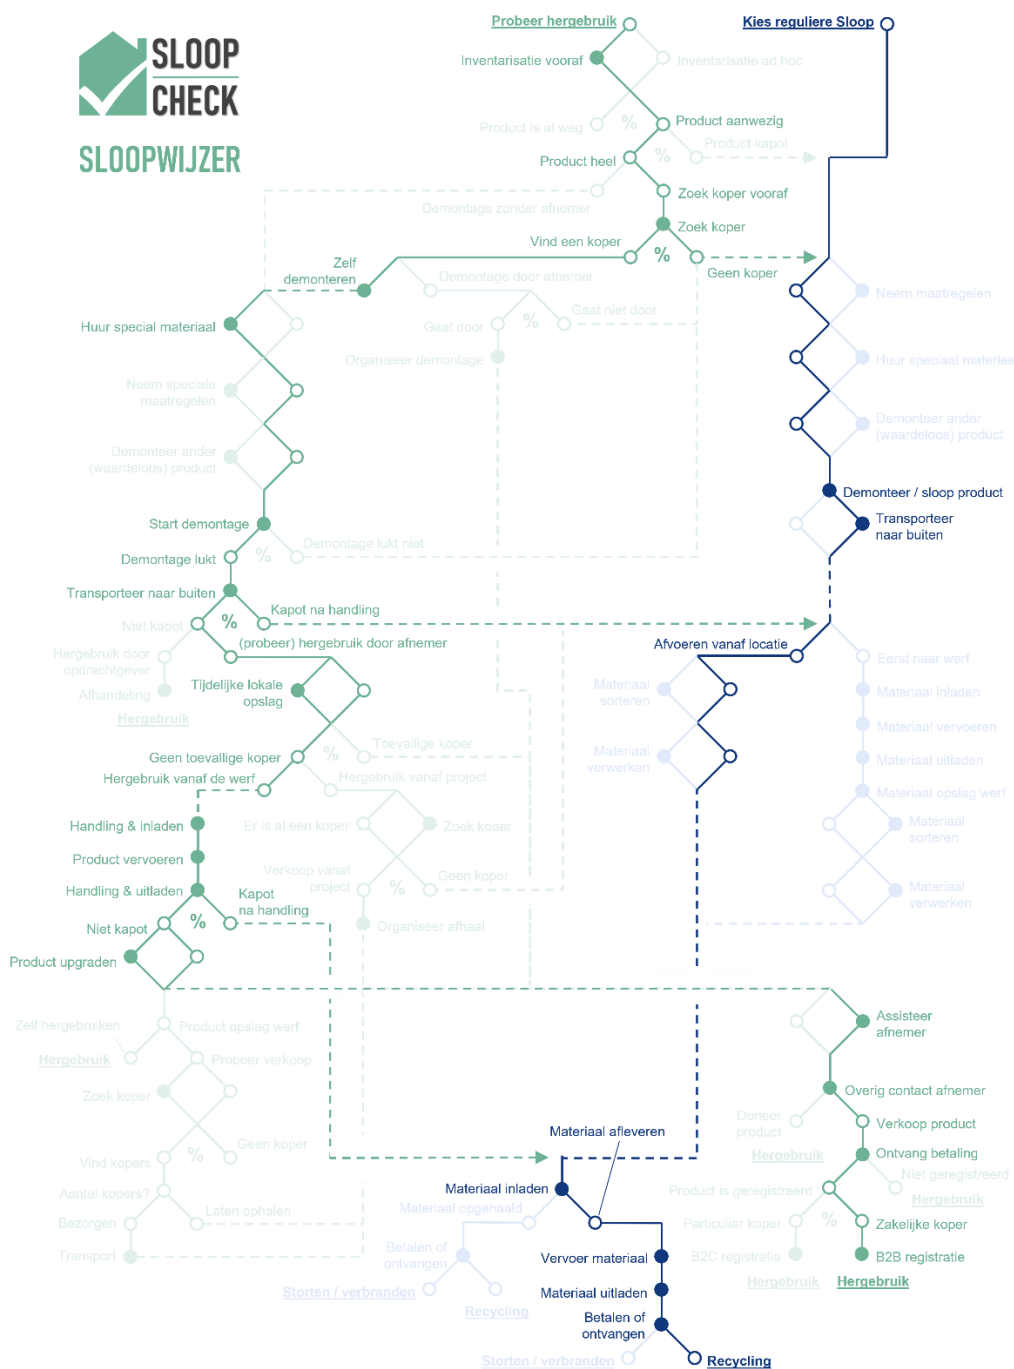 Probeer hergebruik
Kies reguliere Sloop
SLOOP
CHECK
SLOOPWIJZER
Inventarisatie vooraf
Inventarisatie ad hoc
Product is al weg
%
Product aanwezig
Product kapot
Product heel
%
Zoek koper vooraf
Demontage zonder afnemer
Zoek koper
Vind een koper
%
Geen koper
Zelf
demonteren
Demontage door afnemer
Neem maatregelen
Gaat niet door
Huur special materiaal
Gaat door
%
Organiseer demontage
Huur speciaal materiee
Neem speciale
maatregelen
Demonteer ander
(waardeloos) product
Demonteer ander
(waardeloos) product
Demonteer / sloop product
Start demontage
Transporteer
naar buiten
Demontage lukt niet
Demontage lukt
%
Transporteer naar buiten
Kapot na handling
Niet kapot
%
(probeer) hergebruik door afnemer
Afvoeren vanaf locatie
Hergebruik door
opdrachtgever
Eerst naar werf
Tijdelijke lokale
opslag
Materiaal
sorteren
Materiaal inladen
Afhandeling
Hergebruik
Materiaal vervoeren
Toevallige koper
Geen toevallige koper
%
Materiaal
verwerken
Materiaal uitladen
Hergebruik vanaf de werf
Hergebruik vanaf project
Materiaal opslag werf
Handling & inladen
Er is al een koper
Zoek koper
Materiaal
sorteren
Product vervoeren
Verkoop vanaf
project
Geen koper
%
Handling & uitladen
Kapot
na handling
Materiaal
verwerken
Niet kapot
%
Organiseer afhaal
Product upgraden
Assisteer
afnemer
Zelf hergebruiken
Product opslag werf
Hergebruik
Probeer verkoop
Zoek koper
Overig contact afnemer
Doneer
product
Verkoop product
Materiaal afleveren
Geen koper
Hergebruik
Ontvang betaling
Vind kopers
%
Niet geregistreerd
Materiaal inladen
Product is geregistreerd
Hergebruik
Aantal kopers?
Materiaal opgehaald
Bezorgen
Laten ophalen
Particulier koper
%
Zakelijke koper
Betalen of
ontvangen
Transport
Vervoer materiaal
B2C registratie
B2B registratie
Hergebruik
Hergebruik
Storten / verbranden
Materiaal uitladen
Recycling
Betalen of
ontvangen
Storten / verbranden
Recycling